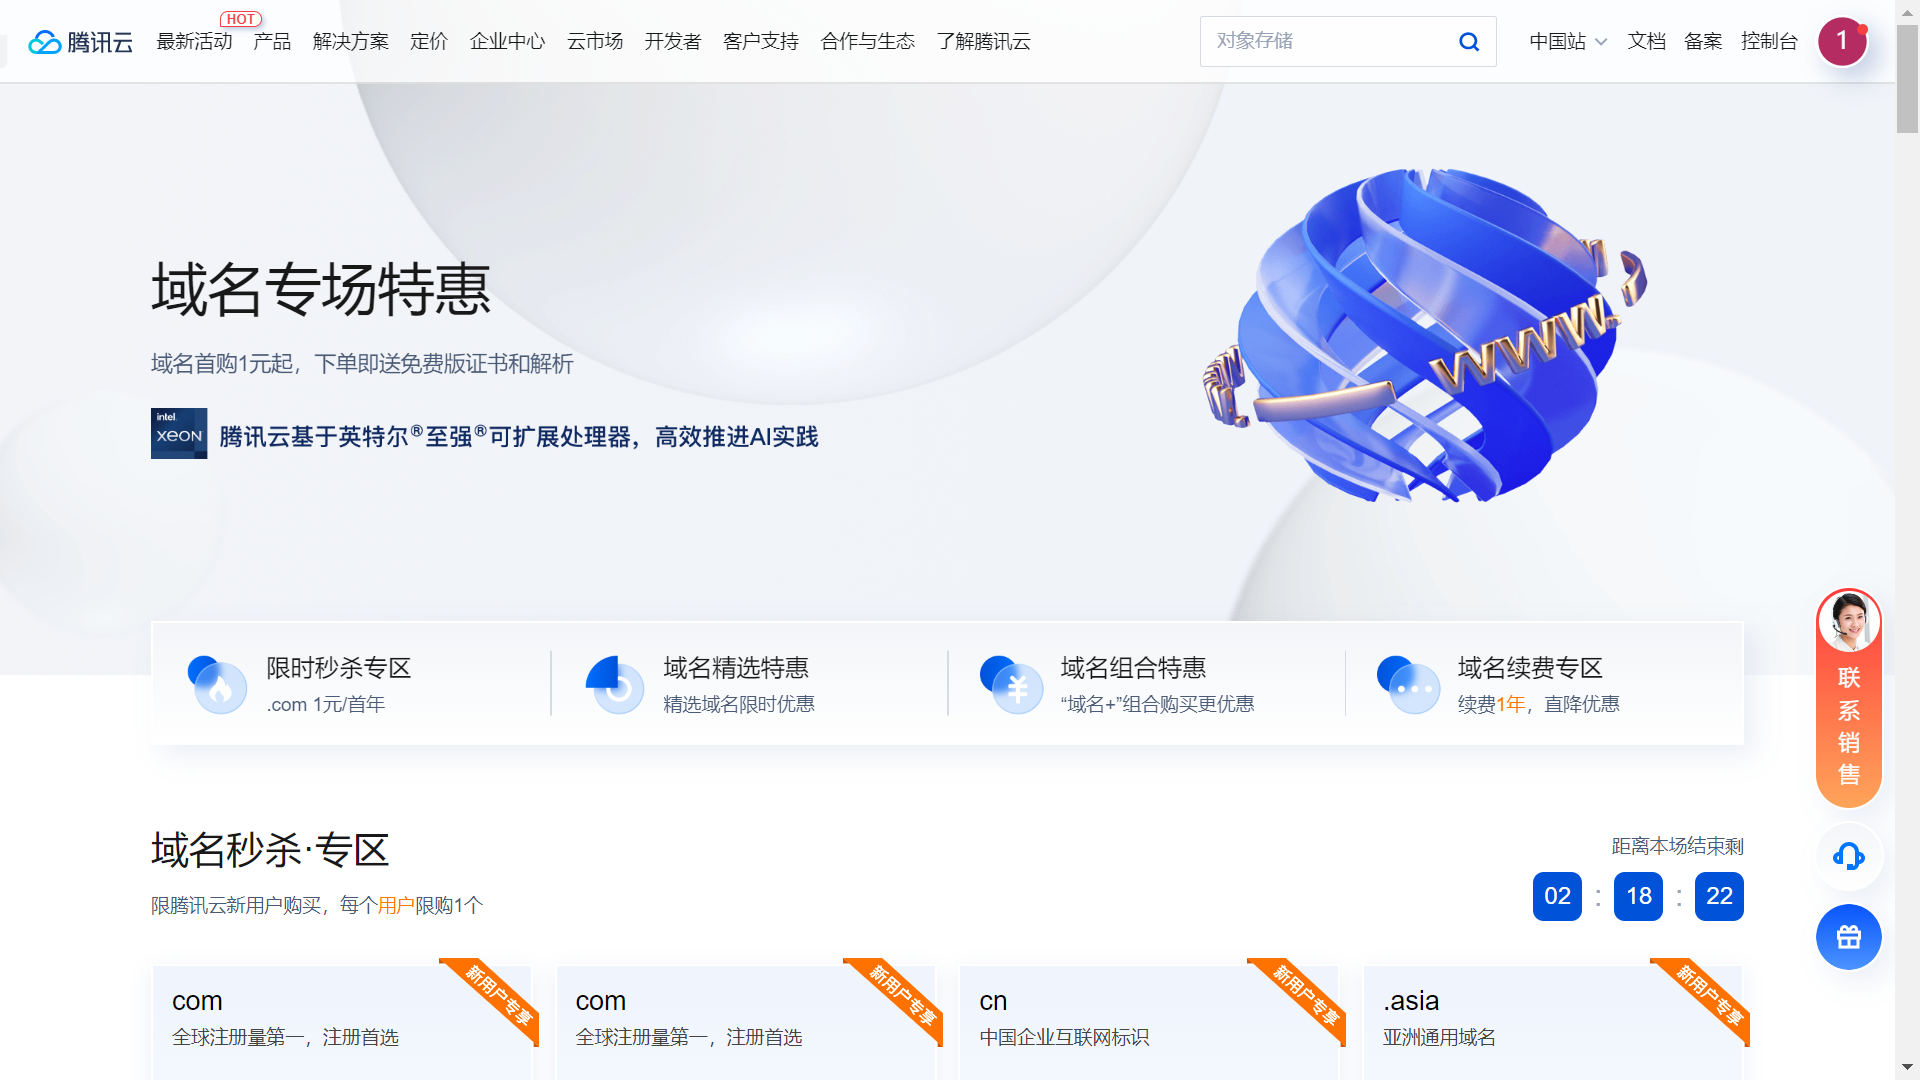 腾讯云
最新活动
HOT
产品
解决方案
定价
企业中心
云市场
开发者
客户支持
合作与生态
了解腾讯云
对象存储
中国站
文档
备案
控制台
1
域名专场特惠
域名首购1元起，下单即送免费版证书和解析
intel.
xeon
腾讯云基于英特尔®至强®可扩展处理器，高效推进AI实践
www.
限时秒杀专区
.com 1元/首年
域名精选特惠
精选域名限时优惠
域名组合特惠
“域名+”组合购买更优惠
域名续费专区
续费1年，直降优惠
联系销售
域名秒杀·专区
限腾讯云新用户购买，每个用户限购1个
距离本场结束剩
02 : 18 : 22
新用户专享
com
全球注册量第一，注册首选
新用户专享
com
全球注册量第一，注册首选
新用户专享
cn
中国企业互联网标识
新用户专享
.asia
亚洲通用域名